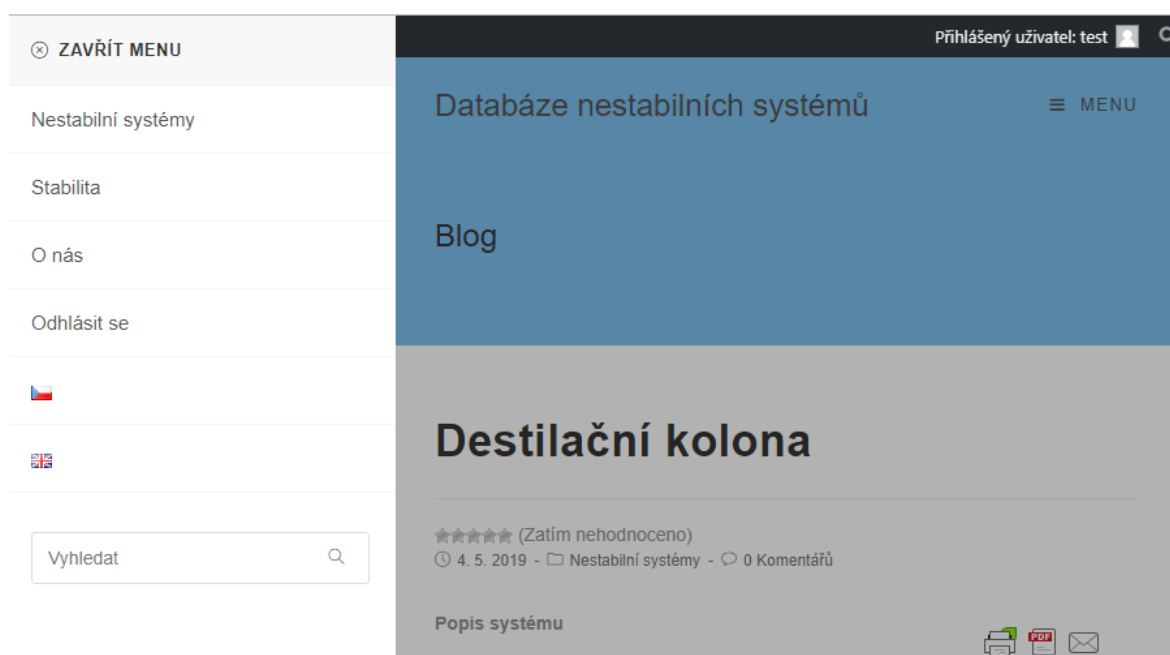 ZAVŘÍT MENU
Nestabilní systémy
Stabilita
O nás
Odhlásit se
Vyhledat
Přihlášený uživatel: test
Databáze nestabilních systémů
MENU
Blog
Destilační kolona
(Zatím nehodnoceno)
4. 5. 2019 - Nestabilní systémy - 0 Komentářů
Popis systému
PDF